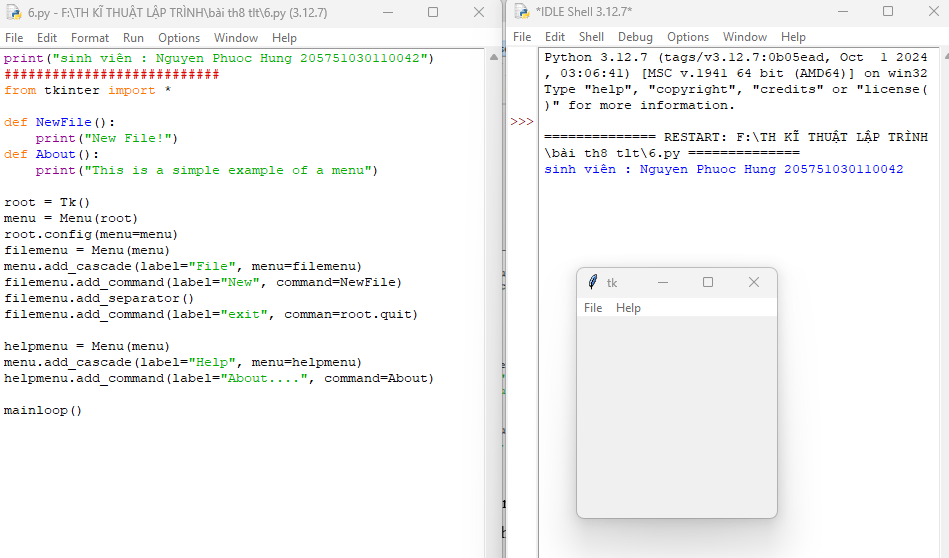 6.py - F:\TH KĨ THUẬT LẬP TRÌNH\bài th8 tlt\6.py (3.12.7)
File Edit Format Run Options Window Help
print("sinh viên : Nguyen Phuoc Hung 205751030110042")
###########################
from tkinter import *
def NewFile():
    print("New File!")
def About():
    print("This is a simple example of a menu")
root = Tk()
menu = Menu(root)
root.config(menu=menu)
filemenu = Menu(menu)
menu.add_cascade(label="File", menu=filemenu)
filemenu.add_command(label="New", command=NewFile)
filemenu.add_separator()
filemenu.add_command(label="exit", comman=root.quit)
helpmenu = Menu(menu)
menu.add_cascade(label="Help", menu=helpmenu)
helpmenu.add_command(label="About....", command=About)
mainloop()
*IDLE Shell 3.12.7*
File Edit Shell Debug Options Window Help
Python 3.12.7 (tags/v3.12.7:0b05ead, Oct  1 2024
, 03:06:41) [MSC v.1941 64 bit (AMD64)] on win32
Type "help", "copyright", "credits" or "license(
)" for more information.
>>>
============== RESTART: F:\TH KĨ THUẬT LẬP TRÌNH
\bài th8 tlt\6.py ==============
sinh viên : Nguyen Phuoc Hung 205751030110042
tk
File Help